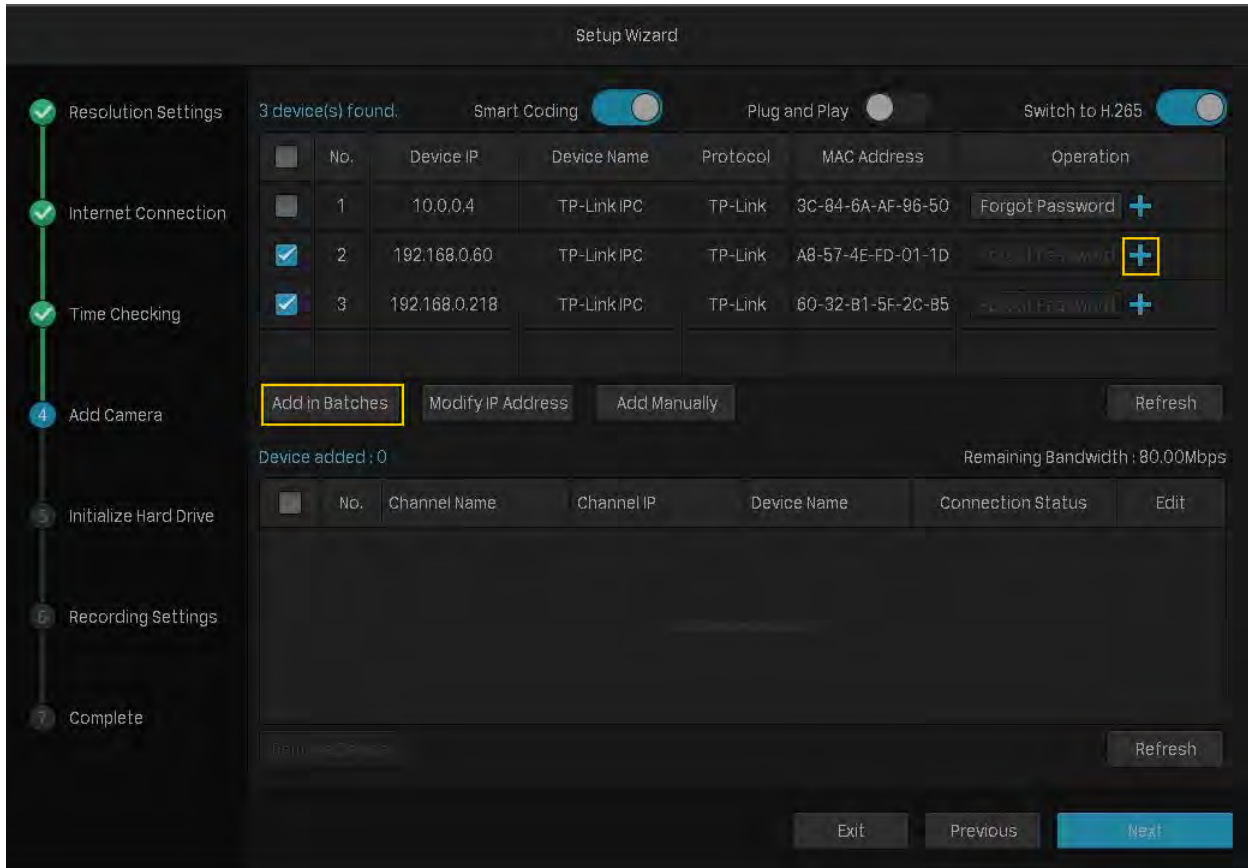 Setup Wizard
Resolution Settings
Internet Connection
Time Checking
4 Add Camera
5 Initialize Hard Drive
6 Recording Settings
7 Complete
3 device(s) found. Smart Coding Plug and Play Switch to H.265
No. Device IP Device Name Protocol MAC Address Operation
1 10.0.0.4 TP-Link IPC TP-Link 3C-84-6A-AF-96-50 Forgot Password
2 192.168.0.60 TP-Link IPC TP-Link A8-57-4E-FD-01-1D Forgot Password
3 192.168.0.218 TP-Link IPC TP-Link 60-32-B1-5F-2C-B5 Forgot Password
Add in Batches Modify IP Address Add Manually Refresh
Device added : 0 Remaining Bandwidth : 80.00Mbps
No. Channel Name Channel IP Device Name Connection Status Edit
Refresh
Exit Previous Next